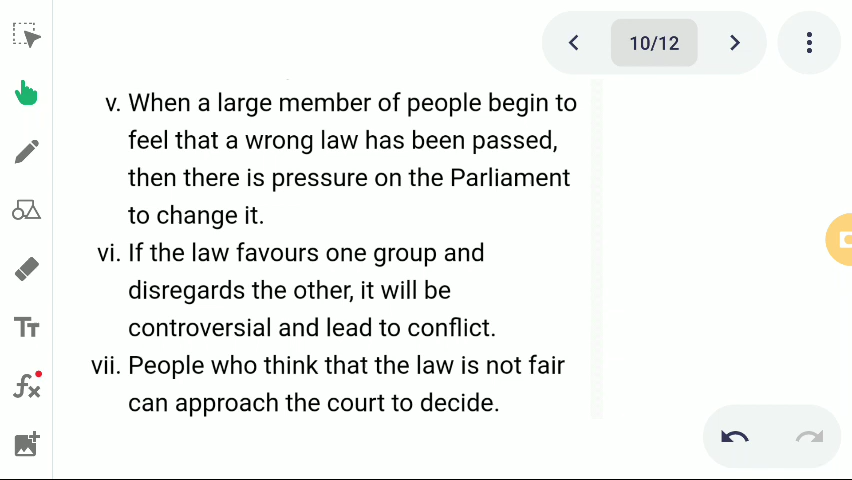 10/12
v. When a large member of people begin to
feel that a wrong law has been passed,
then there is pressure on the Parliament
to change it.
vi. If the law favours one group and
disregards the other, it will be
controversial and lead to conflict.
vii. People who think that the law is not fair
can approach the court to decide.
TT
fx